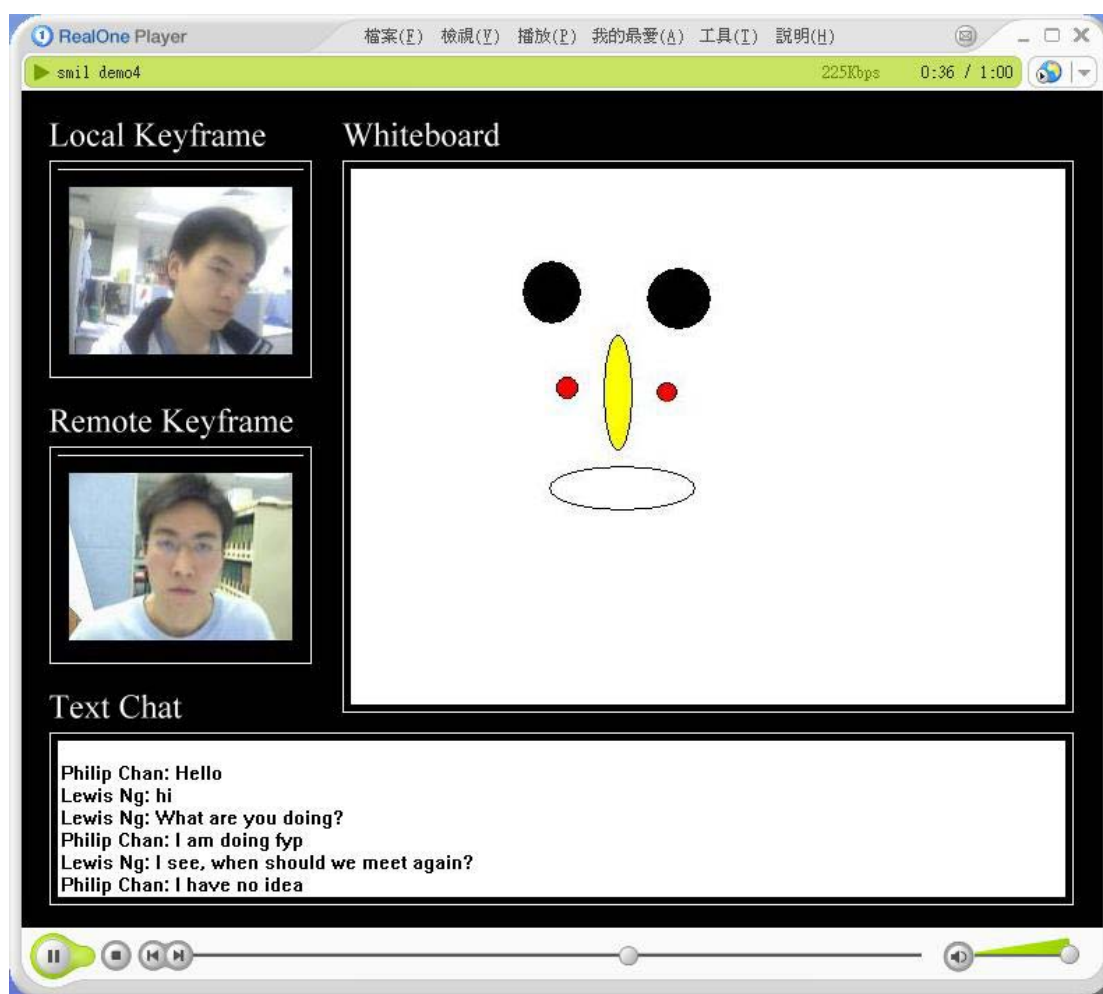 RealOne Player 檔案(F) 檢視(V) 播放(P) 我的最愛(A) 工具(T) 說明(H)
smil demo4 225Kbps 0:36 / 1:00
Local Keyframe
Whiteboard
Remote Keyframe
Text Chat
Philip Chan: Hello
Lewis Ng: hi
Lewis Ng: What are you doing?
Philip Chan: I am doing fyp
Lewis Ng: I see, when should we meet again?
Philip Chan: I have no idea